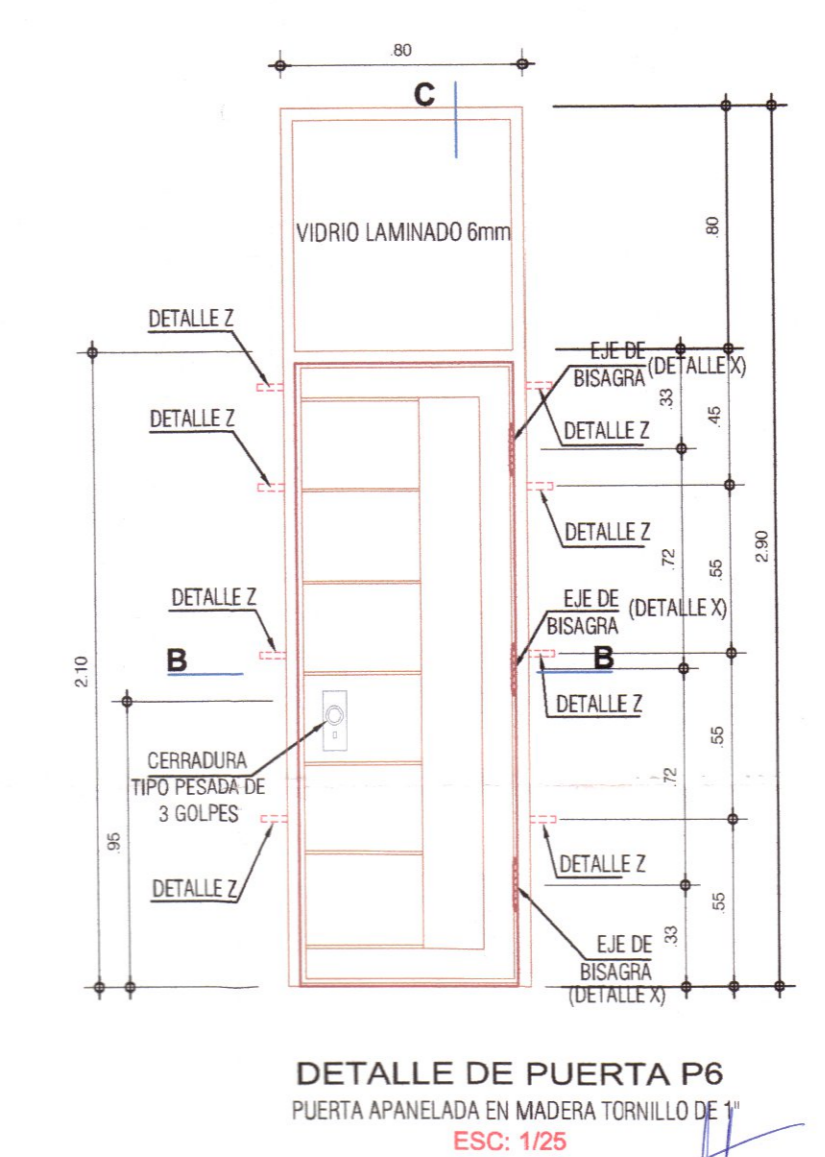 .80
C
VIDRIO LAMINADO 6mm
.80
DETALLE Z
EJE DE
BISAGRA
(DETALLE X)
.33
.45
DETALLE Z
DETALLE Z
DETALLE Z
.72
.55
2.90
DETALLE Z
EJE DE
BISAGRA
(DETALLE X)
2.10
B
B
DETALLE Z
CERRADURA
TIPO PESADA DE
3 GOLPES
.95
.72
.55
DETALLE Z
DETALLE Z
.33
.55
EJE DE
BISAGRA
(DETALLE X)
DETALLE DE PUERTA P6
PUERTA APANELADA EN MADERA TORNILLO DE 1"
ESC: 1/25